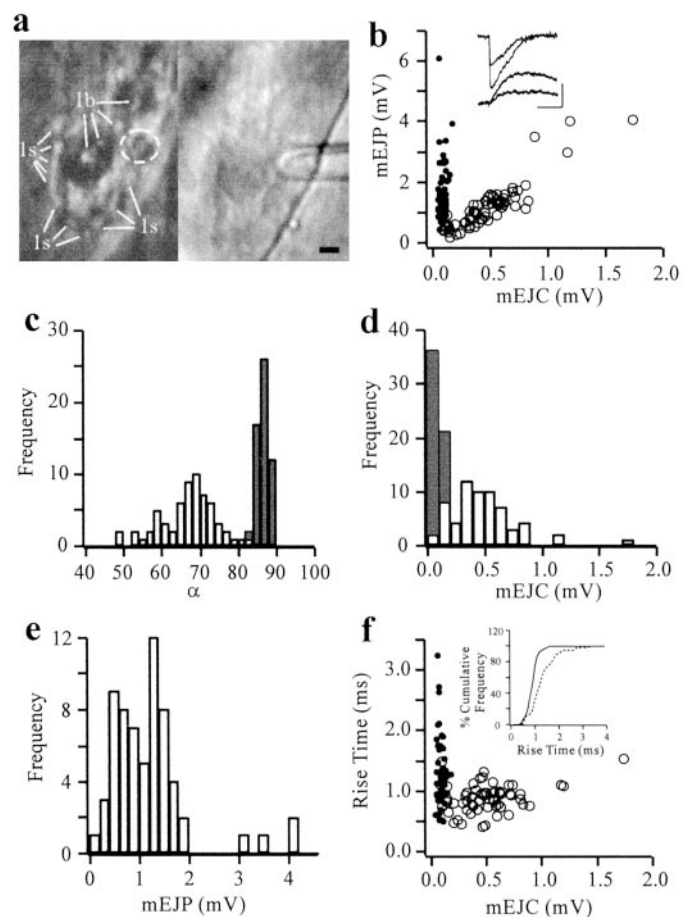 a
1b
1s
1s
1s
b
mEJP (mV)
6
4
2
0
0.0 0.5 1.0 1.5 2.0
mEJC (mV)
c
Frequency
30
20
10
0
40 50 60 70 80 90 100
α
d
Frequency
40
30
20
10
0
0.0 0.5 1.0 1.5 2.0
mEJC (mV)
e
Frequency
12
8
4
0
0 1 2 3 4
mEJP (mV)
f
Rise Time (ms)
3.0
2.0
1.0
0.0
0.0 0.5 1.0 1.5 2.0
mEJC (mV)
% Cumulative
Frequency
120
80
40
0
0 1 2 3 4
Rise Time (ms)